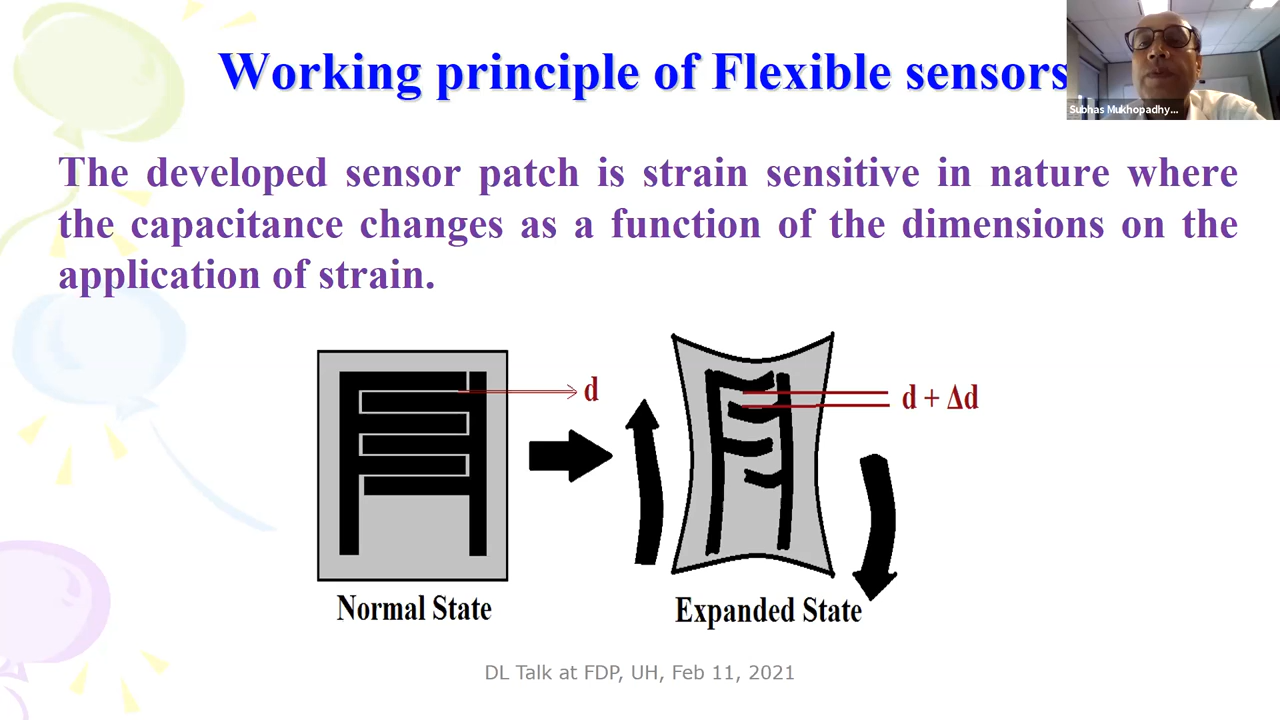 Working principle of Flexible sensors
Subhas Mukhopadhy...
The developed sensor patch is strain sensitive in nature where
the capacitance changes as a function of the dimensions on the
application of strain.
d
d + Δd
Normal State
Expanded State
DL Talk at FDP, UH, Feb 11, 2021